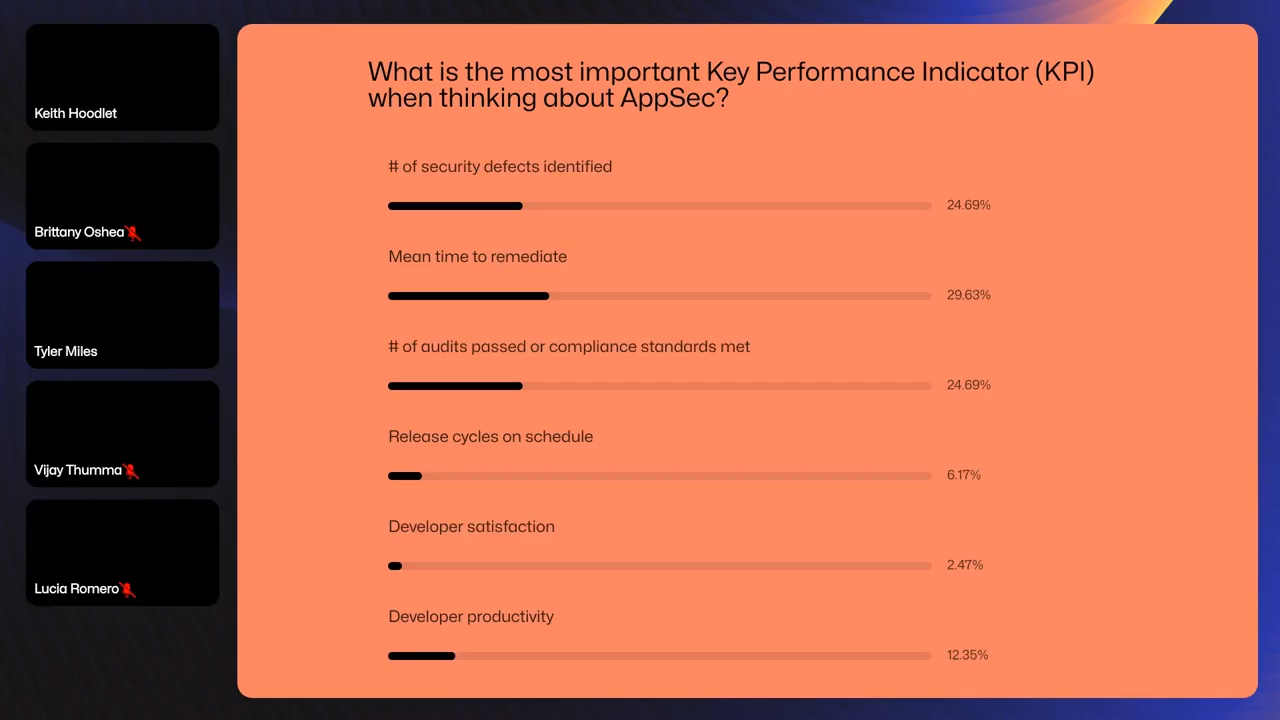 Keith Hoodlet
Brittany Oshea
Tyler Miles
Vijay Thumma
Lucia Romero
What is the most important Key Performance Indicator (KPI)
when thinking about AppSec?
# of security defects identified
24.69%
Mean time to remediate
29.63%
# of audits passed or compliance standards met
24.69%
Release cycles on schedule
6.17%
Developer satisfaction
2.47%
Developer productivity
12.35%